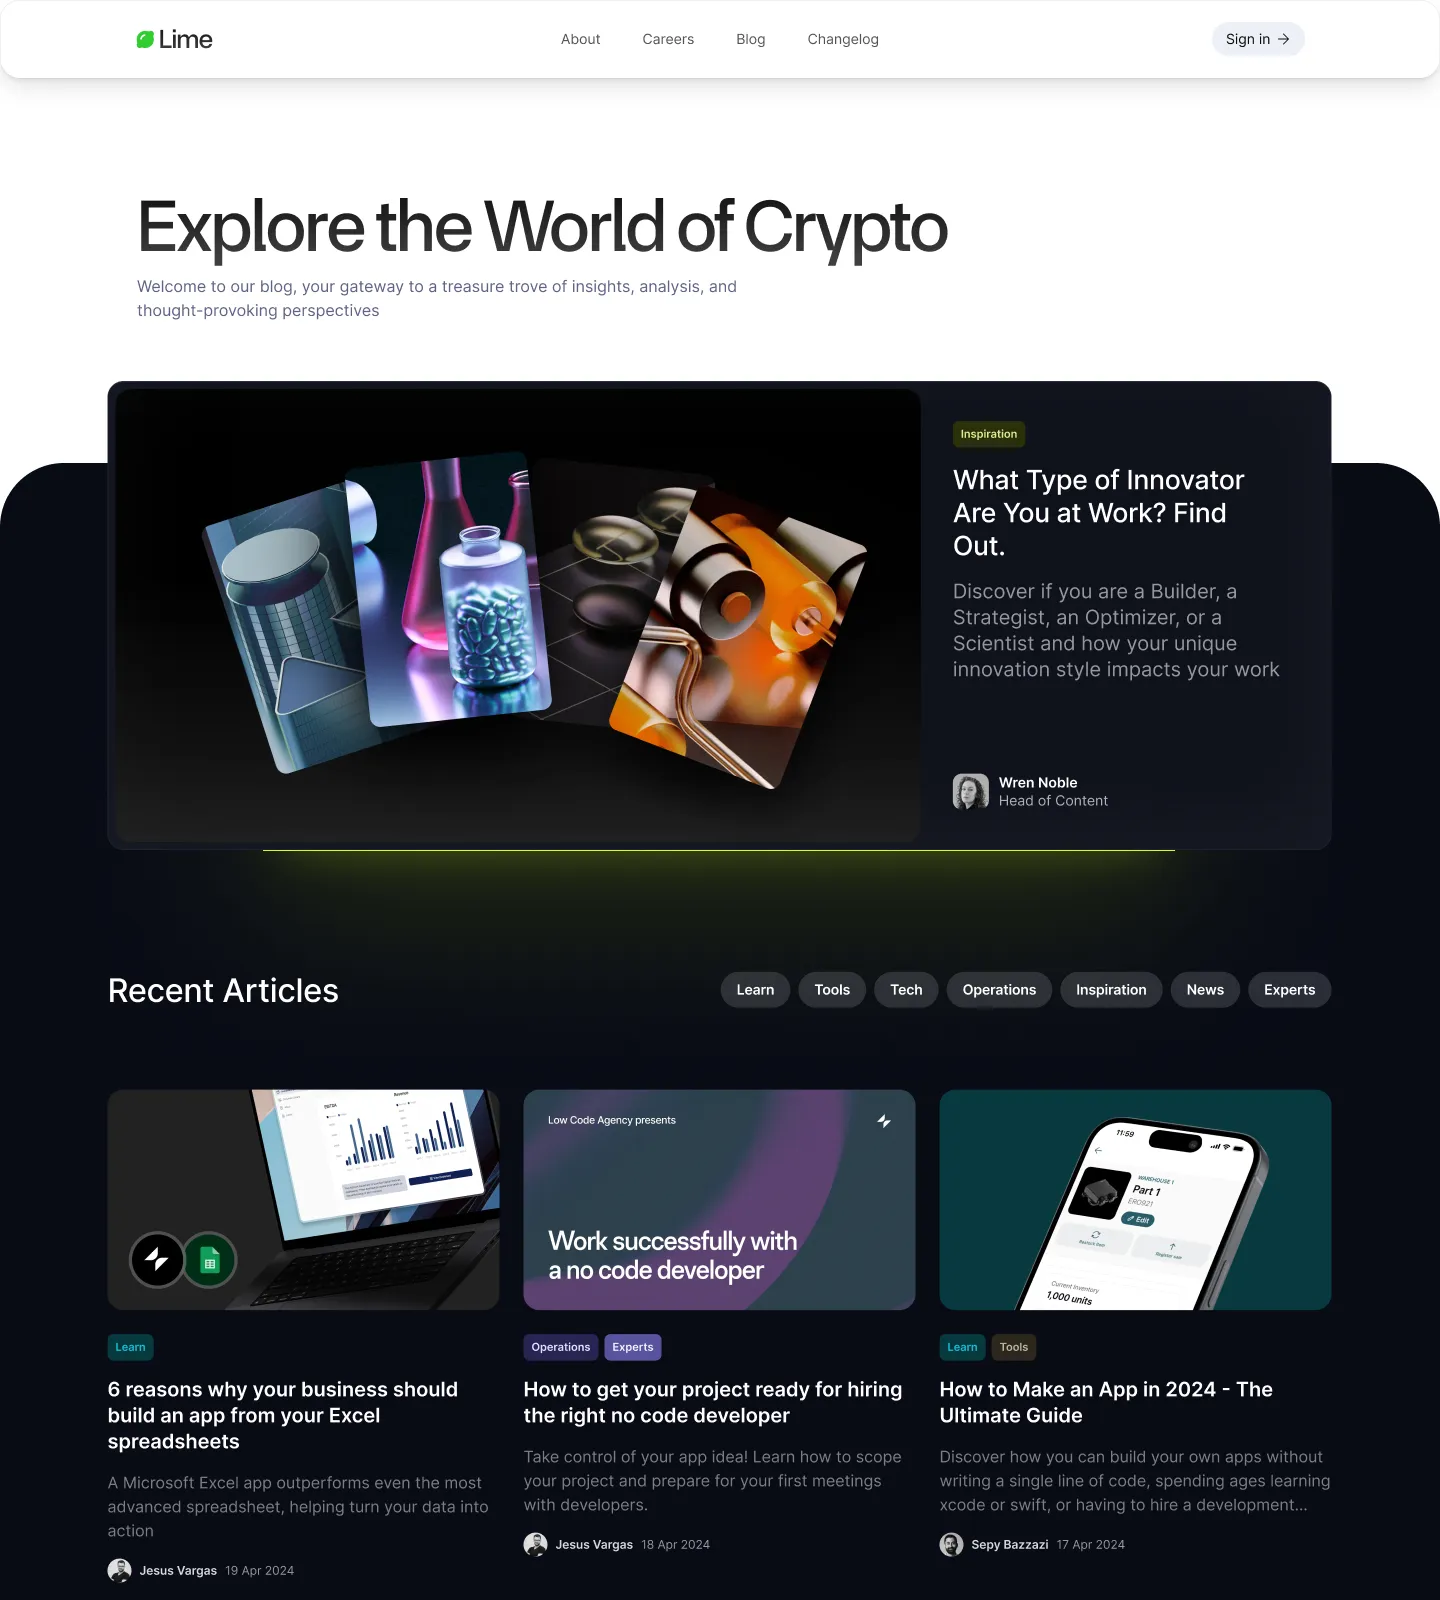 Lime
About
Careers
Blog
Changelog
Sign in
Explore the World of Crypto
Welcome to our blog, your gateway to a treasure trove of insights, analysis, and
thought-provoking perspectives
Inspiration
What Type of Innovator
Are You at Work? Find
Out.
Discover if you are a Builder, a
Strategist, an Optimizer, or a
Scientist and how your unique
innovation style impacts your work
Wren Noble
Head of Content
Recent Articles
Learn
Tools
Tech
Operations
Inspiration
News
Experts
EBITDA
Low Code Agency presents
Work successfully with
a no code developer
11:59
WAREHOUSE 1
Part 1
ERO921
Edit
Current Inventory
1,000 units
Learn
6 reasons why your business should
build an app from your Excel
spreadsheets
A Microsoft Excel app outperforms even the most
advanced spreadsheet, helping turn your data into
action
Jesus Vargas 19 Apr 2024
Operations
Experts
How to get your project ready for hiring
the right no code developer
Take control of your app idea! Learn how to scope
your project and prepare for your first meetings
with developers.
Jesus Vargas 18 Apr 2024
Learn
Tools
How to Make an App in 2024 - The
Ultimate Guide
Discover how you can build your own apps without
writing a single line of code, spending ages learning
xcode or swift, or having to hire a development...
Sepy Bazzazi 17 Apr 2024